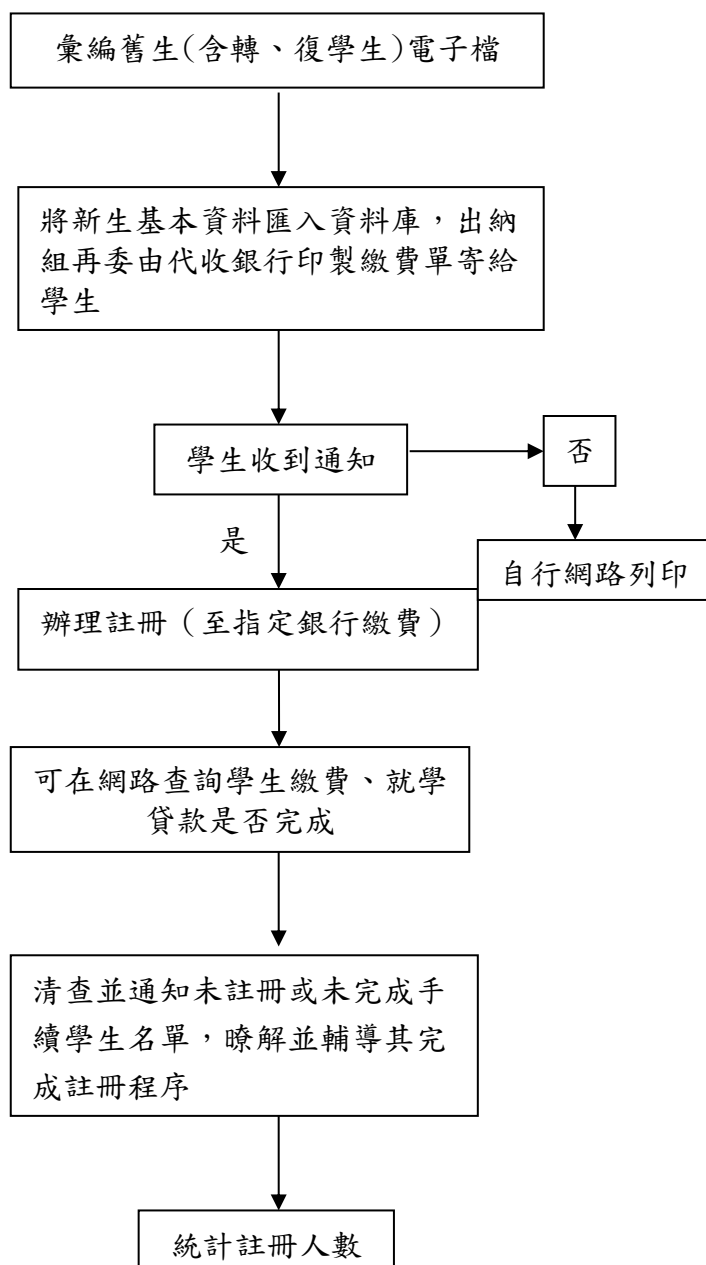 彙編舊生(含轉、復學生)電子檔
將新生基本資料匯入資料庫，出納
組再委由代收銀行印製繳費單寄給
學生
學生收到通知
否
是
自行網路列印
辦理註冊（至指定銀行繳費）
可在網路查詢學生繳費、就學
貸款是否完成
清查並通知未註冊或未完成手
續學生名單，瞭解並輔導其完
成註冊程序
統計註冊人數